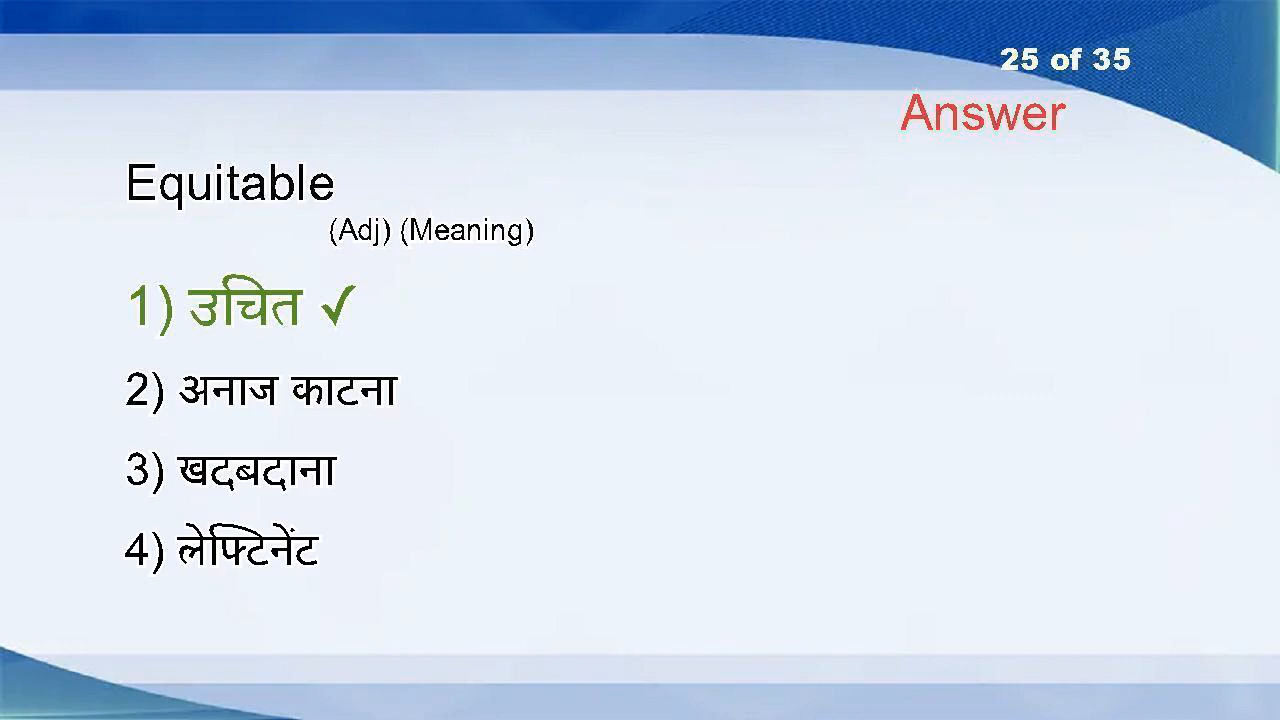 25 of 35
Answer
Equitable
(Adj) (Meaning)
1) उचित ✓
2) अनाज काटना
3) खदबदाना
4) लेफ्टिनेंट